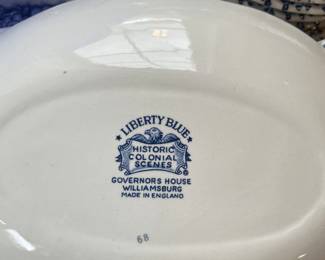 ★ LIBERTY BLUE ★
HISTORIC
COLONIAL
SCENES
GOVERNORS HOUSE
WILLIAMSBURG
MADE IN ENGLAND
68